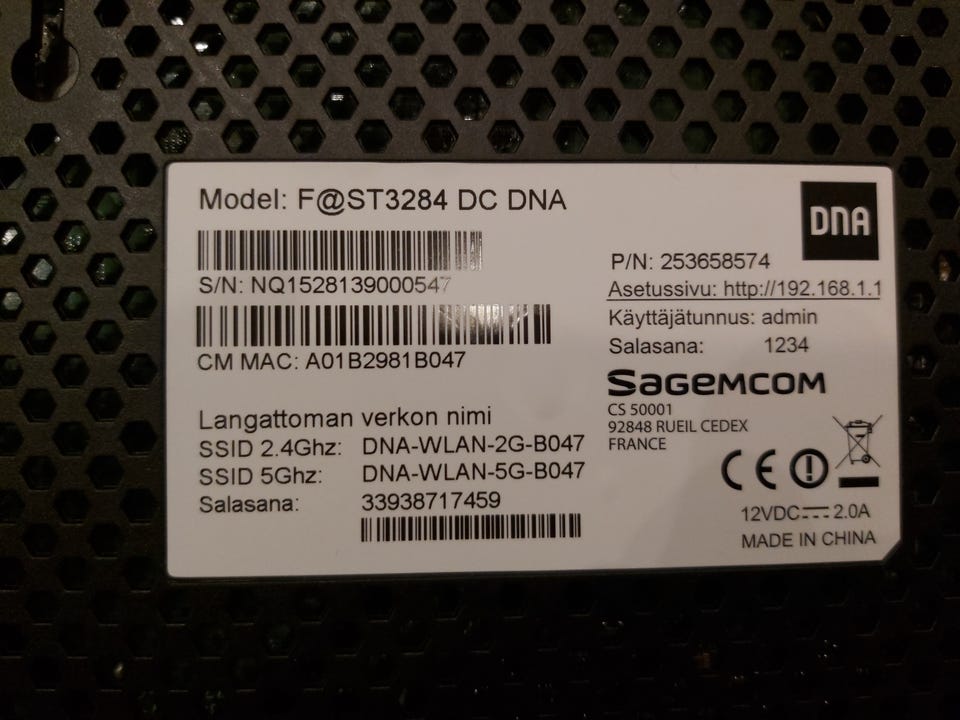 Model: F@ST3284 DC DNA
DNA
S/N: NQ1528139000547
CM MAC: A01B2981B047
P/N: 253658574
Asetussivu: http://192.168.1.1
Käyttäjätunnus: admin
Salasana: 1234
SAGEMCOM
CS 50001
92848 RUEIL CEDEX
FRANCE
Langattoman verkon nimi
SSID 2.4Ghz: DNA-WLAN-2G-B047
SSID 5Ghz: DNA-WLAN-5G-B047
Salasana: 33938717459
CE
12VDC 2.0A
MADE IN CHINA